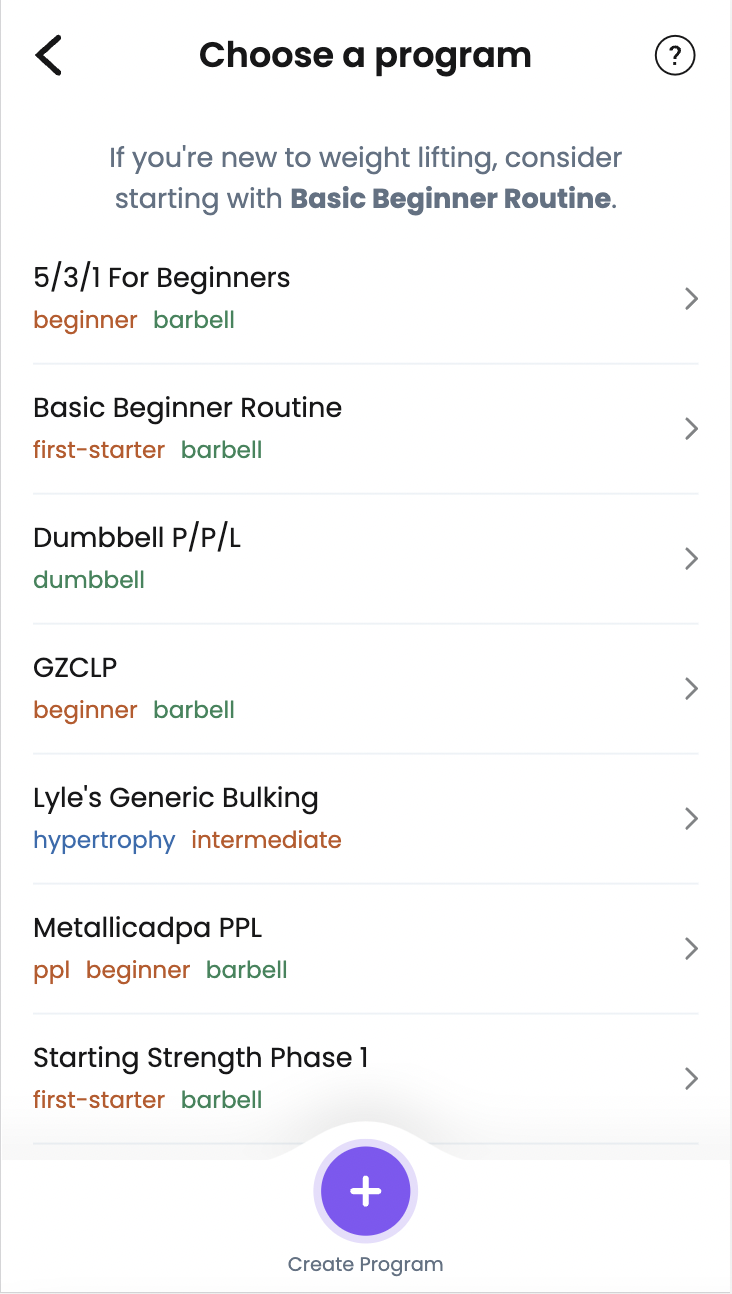 Choose a program
?
If you're new to weight lifting, consider
starting with Basic Beginner Routine.
5/3/1 For Beginners
beginner barbell
Basic Beginner Routine
first-starter barbell
Dumbbell P/P/L
dumbbell
GZCLP
beginner barbell
Lyle's Generic Bulking
hypertrophy intermediate
Metallicadpa PPL
ppl beginner barbell
Starting Strength Phase 1
first-starter barbell
Create Program